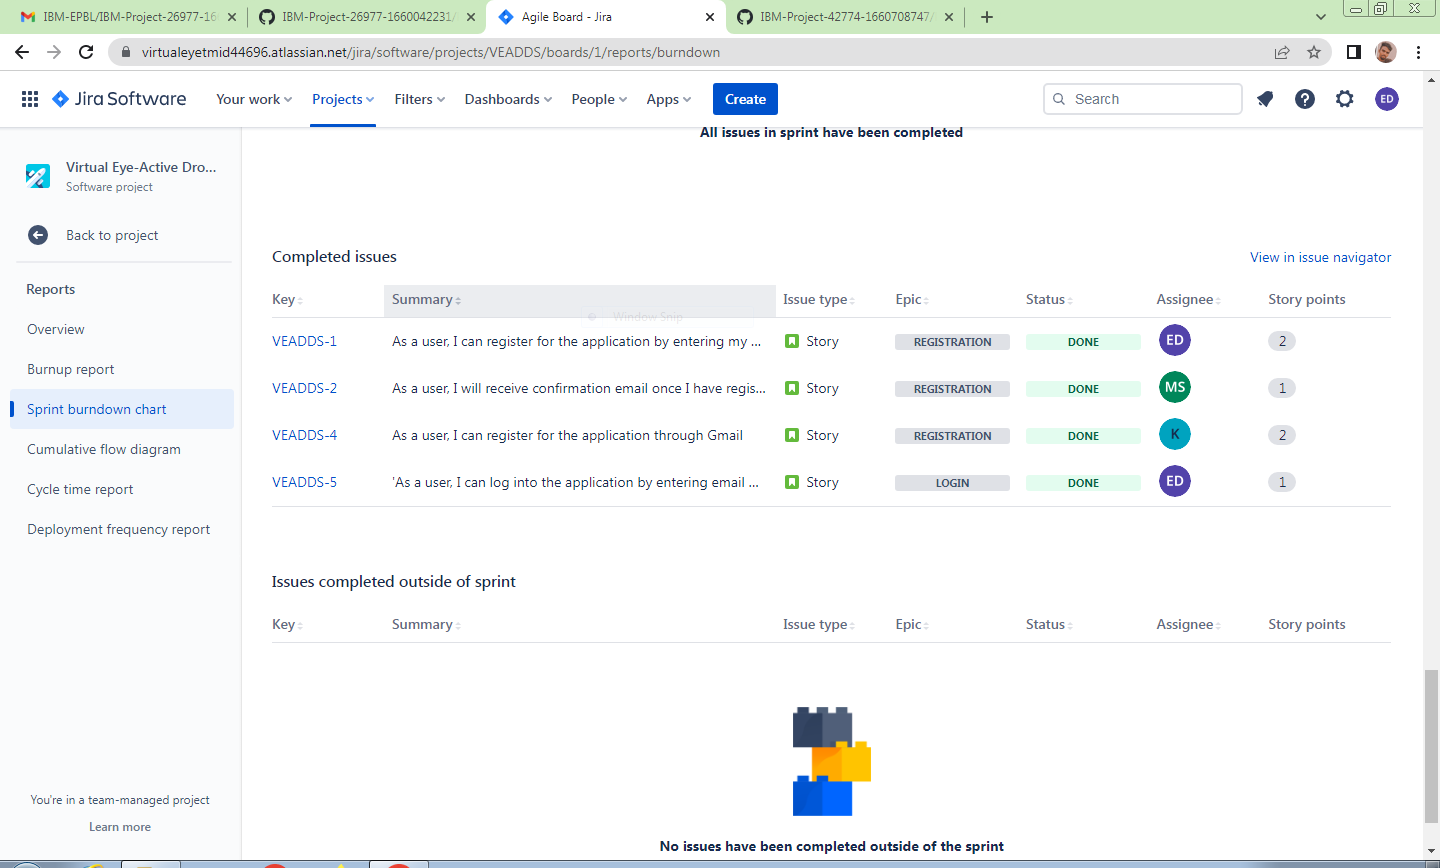 IBM-EPBL/IBM-Project-26977-16
IBM-Project-26977-1660042231/
Agile Board - Jira
IBM-Project-42774-1660708747/
virtualeyetmid44696.atlassian.net/jira/software/projects/VEADDS/boards/1/reports/burndown
Jira Software Your work Projects Filters Dashboards People Apps Create Search ED
All issues in sprint have been completed
Virtual Eye-Active Dro...
Software project
Back to project
Reports
Overview
Burnup report
Sprint burndown chart
Cumulative flow diagram
Cycle time report
Deployment frequency report
You're in a team-managed project
Learn more
Completed issues View in issue navigator
Key Summary Issue type Epic Status Assignee Story points
Window Snip
VEADDS-1 As a user, I can register for the application by entering my ... Story REGISTRATION DONE ED 2
VEADDS-2 As a user, I will receive confirmation email once I have regis... Story REGISTRATION DONE MS 1
VEADDS-4 As a user, I can register for the application through Gmail Story REGISTRATION DONE K 2
VEADDS-5 'As a user, I can log into the application by entering email ... Story LOGIN DONE ED 1
Issues completed outside of sprint
Key Summary Issue type Epic Status Assignee Story points
No issues have been completed outside of the sprint